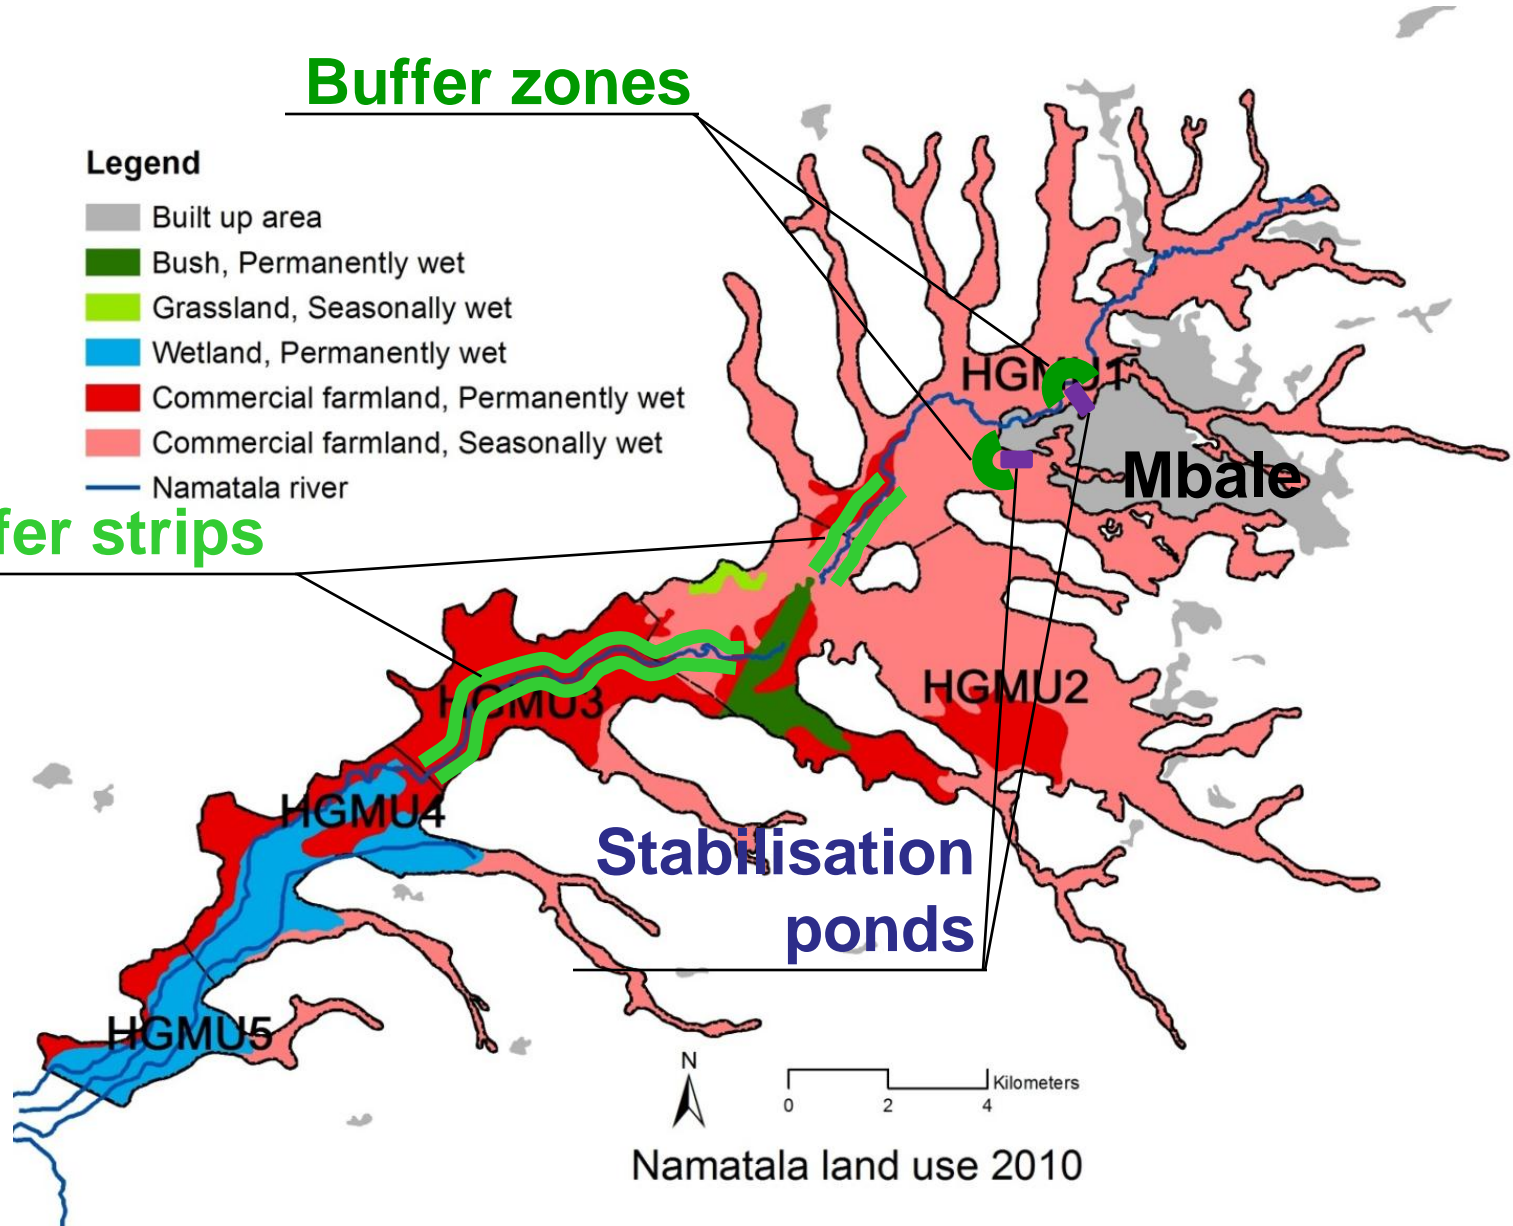 Buffer zones
Legend
Built up area
Bush, Permanently wet
Grassland, Seasonally wet
Wetland, Permanently wet
Commercial farmland, Permanently wet
Commercial farmland, Seasonally wet
Namatala river
fer strips
HGMU1
Mbale
HGMU2
HGMU3
HGMU4
Stabilisation
ponds
HGMU5
N
Kilometers
0 2 4
Namatala land use 2010